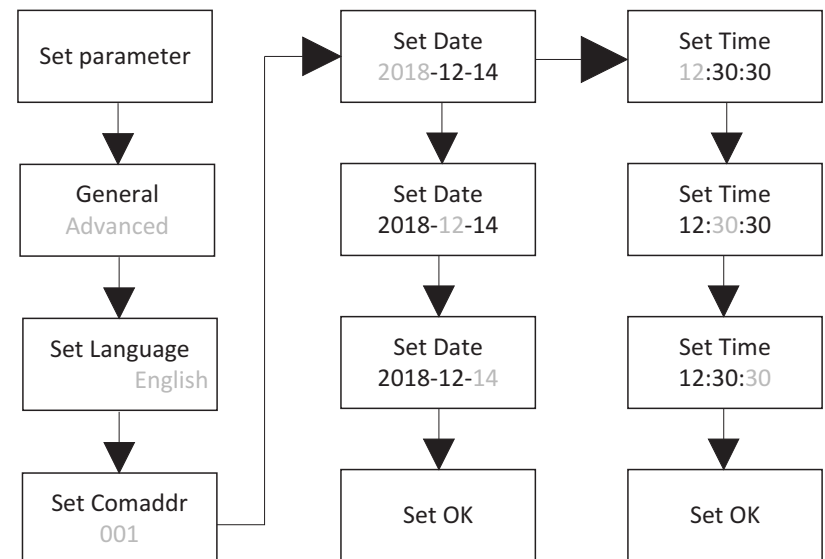 Set parameter
General
Advanced
Set Language
English
Set Comaddr
001
Set Date
2018-12-14
Set Date
2018-12-14
Set Date
2018-12-14
Set OK
Set Time
12:30:30
Set Time
12:30:30
Set Time
12:30:30
Set OK